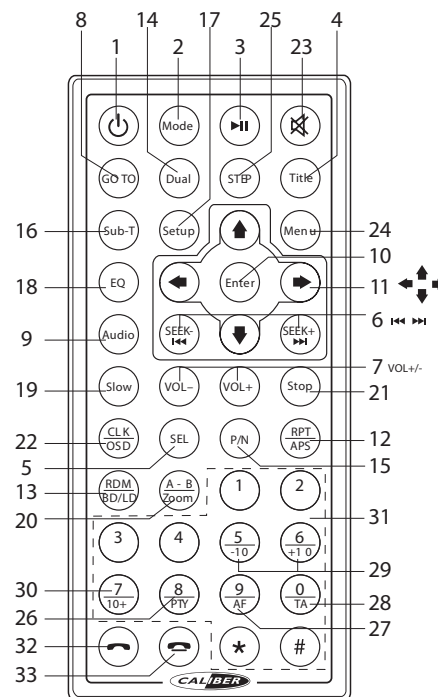 8 14 17 25 4
1 2 3 23
Mode
GO TO Dual STEP Title
16 Sub-T Setup Menu 24
10
18 EQ Enter 11
6
9 Audio SEEK- SEEK+
7 VOL+/-
19 Slow VOL– VOL+ Stop
21
22 CLK OSD SEL P/N RPT APS 12
5 15
13 RDM BD/LD A - B Zoom 1 2
20 31
3 4 5 -10 6 +10
29
30 7 10+ 8 PTY 9 AF 0 TA 28
26 27
32 * #
33 CALIBER